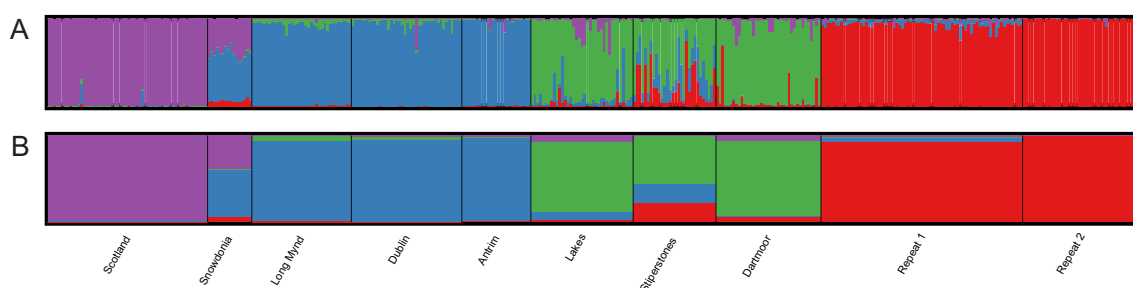 A
B
Scotland
Snowdonia
Long Mynd
Dublin
Antrim
Lakes
Stiperstones
Dartmoor
Repeat 1
Repeat 2